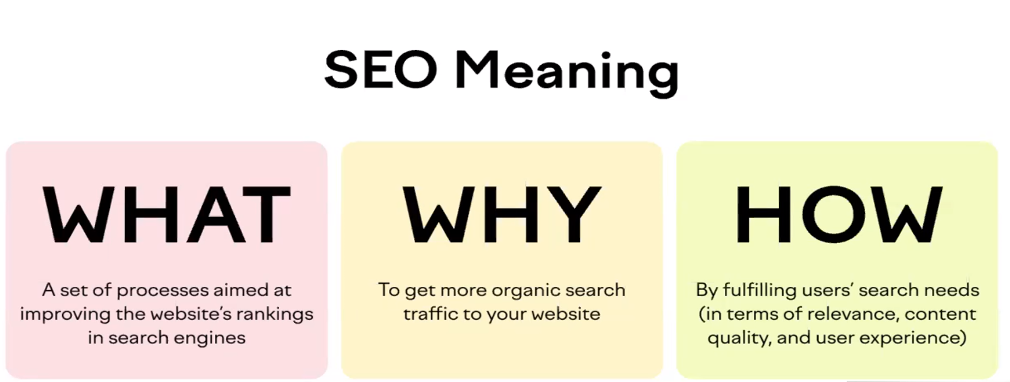 SEO Meaning
WHAT
A set of processes aimed at
improving the website's rankings
in search engines
WHY
To get more organic search
traffic to your website
HOW
By fulfilling users' search needs
(in terms of relevance, content
quality, and user experience)